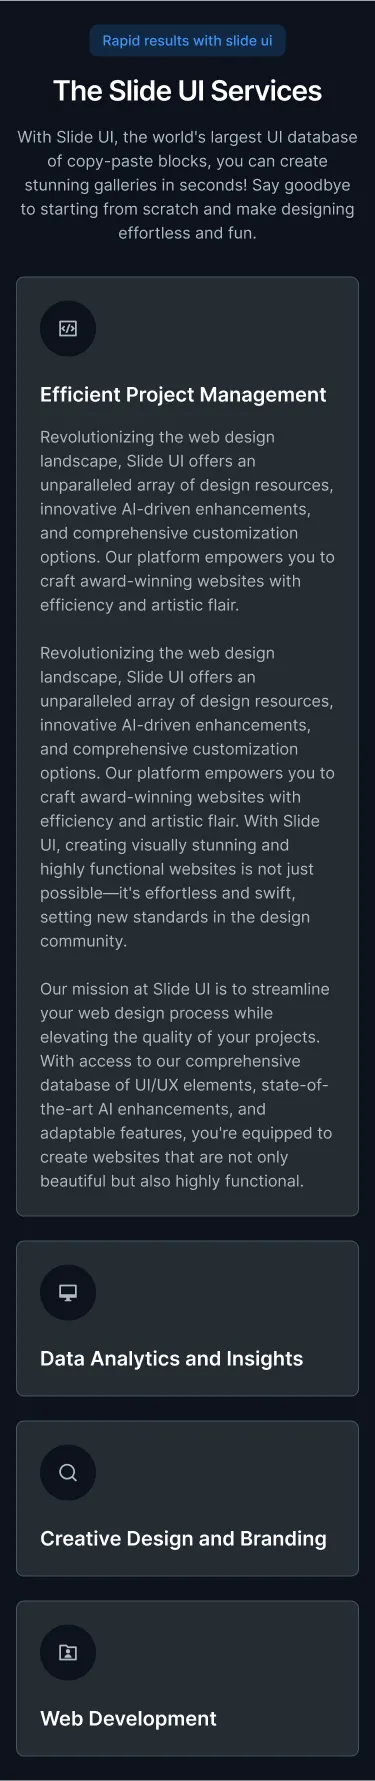 Rapid results with slide ui
The Slide UI Services
With Slide UI, the world's largest UI database
of copy-paste blocks, you can create
stunning galleries in seconds! Say goodbye
to starting from scratch and make designing
effortless and fun.
Efficient Project Management
Revolutionizing the web design
landscape, Slide UI offers an
unparalleled array of design resources,
innovative AI-driven enhancements,
and comprehensive customization
options. Our platform empowers you to
craft award-winning websites with
efficiency and artistic flair.
Revolutionizing the web design
landscape, Slide UI offers an
unparalleled array of design resources,
innovative AI-driven enhancements,
and comprehensive customization
options. Our platform empowers you to
craft award-winning websites with
efficiency and artistic flair. With Slide
UI, creating visually stunning and
highly functional websites is not just
possible—it's effortless and swift,
setting new standards in the design
community.
Our mission at Slide UI is to streamline
your web design process while
elevating the quality of your projects.
With access to our comprehensive
database of UI/UX elements, state-of-
the-art AI enhancements, and
adaptable features, you're equipped to
create websites that are not only
beautiful but also highly functional.
Data Analytics and Insights
Creative Design and Branding
Web Development